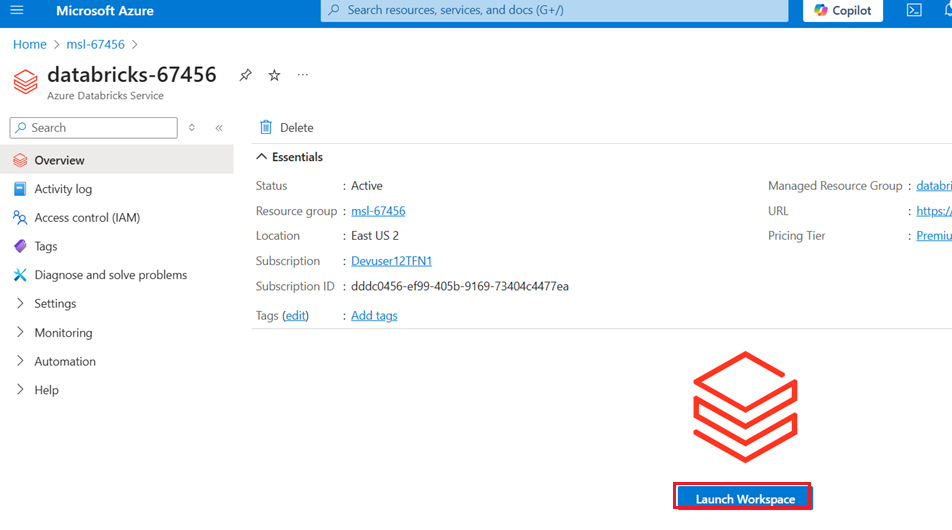 Microsoft Azure
Search resources, services, and docs (G+/)
Copilot
Home > msl-67456 >
databricks-67456
Azure Databricks Service
Search
Delete
Overview
Activity log
Access control (IAM)
Tags
Diagnose and solve problems
Settings
Monitoring
Automation
Help
Essentials
Status : Active
Resource group : msl-67456
Location : East US 2
Subscription : Devuser12TFN1
Subscription ID : dddc0456-ef99-405b-9169-73404c4477ea
Tags (edit) : Add tags
Managed Resource Group : databri
URL : https://
Pricing Tier : Premiu
Launch Workspace